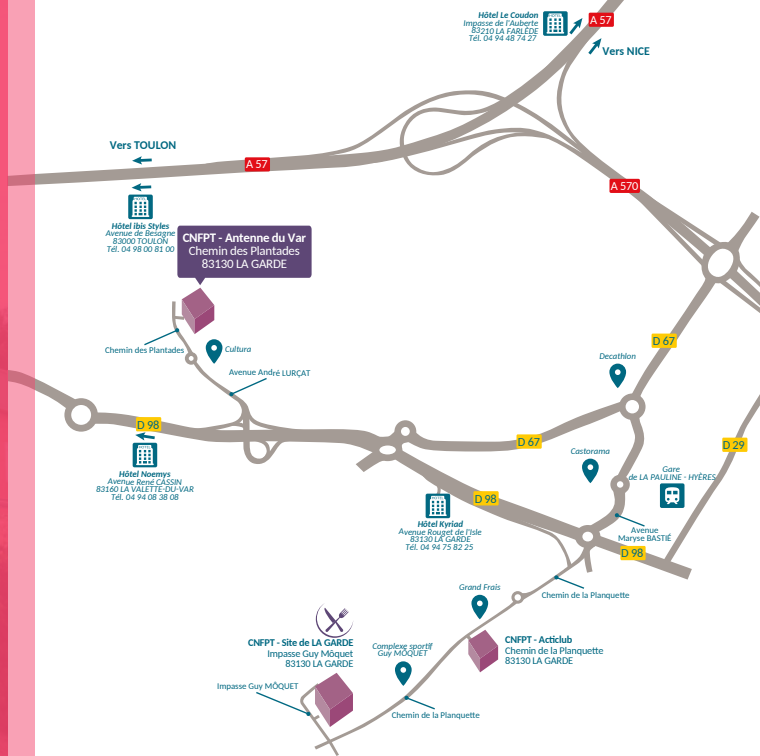 Hôtel Le Coudon
Impasse de l'Auberte
83210 LA FARLÈDE
Tél. 04 94 48 74 27
A 57
Vers NICE
Vers TOULON
A 57
A 570
Hôtel ibis Styles
Avenue de Besagne
83000 TOULON
Tél. 04 98 00 81 00
CNFPT - Antenne du Var
Chemin des Plantades
83130 LA GARDE
Chemin des Plantades
Cultura
Avenue André LURÇAT
D 67
Decathlon
D 98
D 67
D 29
Hôtel Noemys
Avenue René CASSIN
83160 LA VALETTE-DU-VAR
Tél. 04 94 08 38 08
Castorama
Gare
de LA PAULINE - HYÈRES
D 98
Hôtel Kyriad
Avenue Rouget de l'Isle
83130 LA GARDE
Tél. 04 94 75 82 25
Avenue
Maryse BASTIÉ
D 98
Grand Frais
Chemin de la Planquette
CNFPT - Site de LA GARDE
Impasse Guy Môquet
83130 LA GARDE
Complexe sportif
Guy MÔQUET
CNFPT - Acticlub
Chemin de la Planquette
83130 LA GARDE
Impasse Guy MÔQUET
Chemin de la Planquette